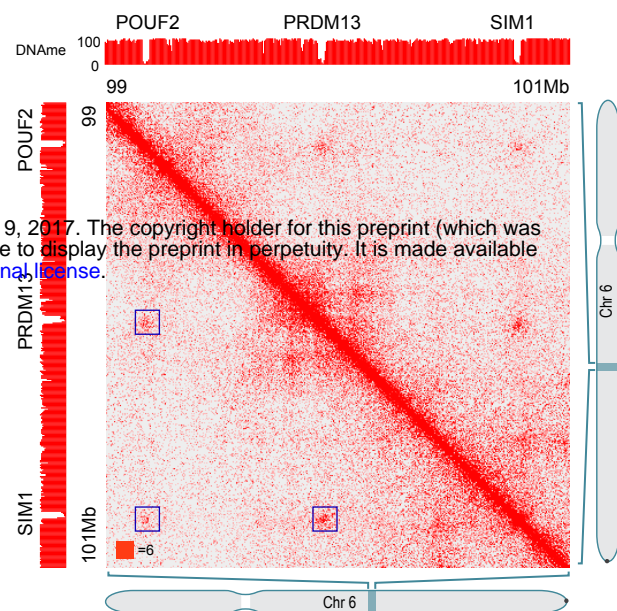 POUF2 PRDM13 SIM1
DNAme 100
0
99 101Mb
99
POUF2
9, 2017. The copyright holder for this preprint (which was
e to display the preprint in perpetuity. It is made available
nal license.
PRDM13
Chr 6
SIM1
101Mb
=6
Chr 6